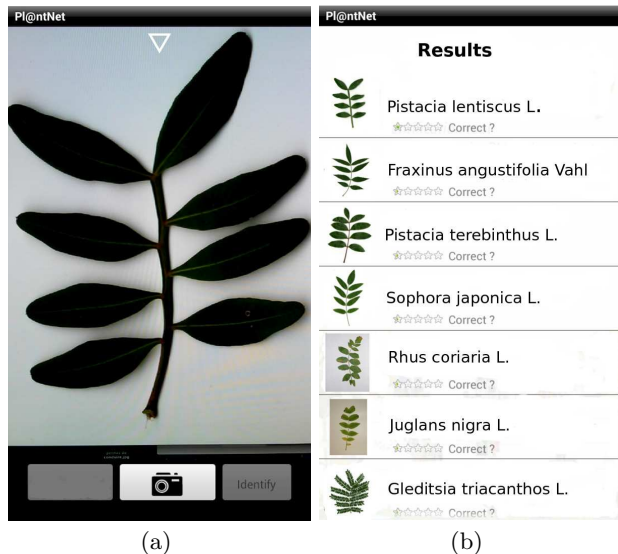 Pl@ntNet
Identify
(a)
Pl@ntNet
Results
Pistacia lentiscus L.
Correct ?
Fraxinus angustifolia Vahl
Correct ?
Pistacia terebinthus L.
Correct ?
Sophora japonica L.
Correct ?
Rhus coriaria L.
Correct ?
Juglans nigra L.
Correct ?
Gleditsia triacanthos L.
Correct ?
(b)